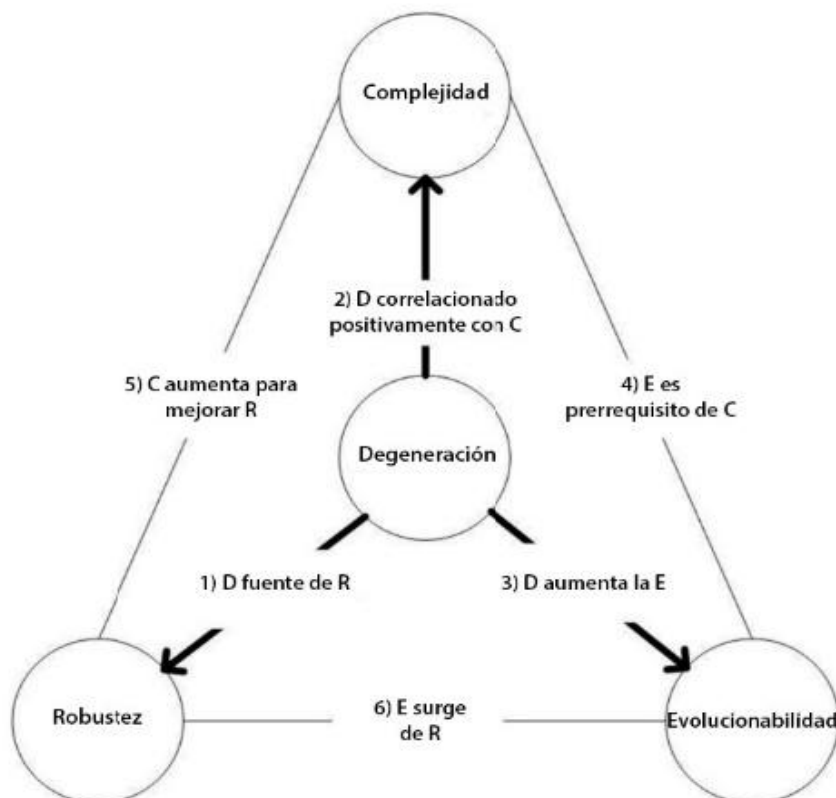 Complejidad
2) D correlacionado
positivamente con C
5) C aumenta para
mejorar R
4) E es
prerrequisito de C
Degeneración
1) D fuente de R
3) D aumenta la E
Robustez
6) E surge
de R
Evolucionabilidad